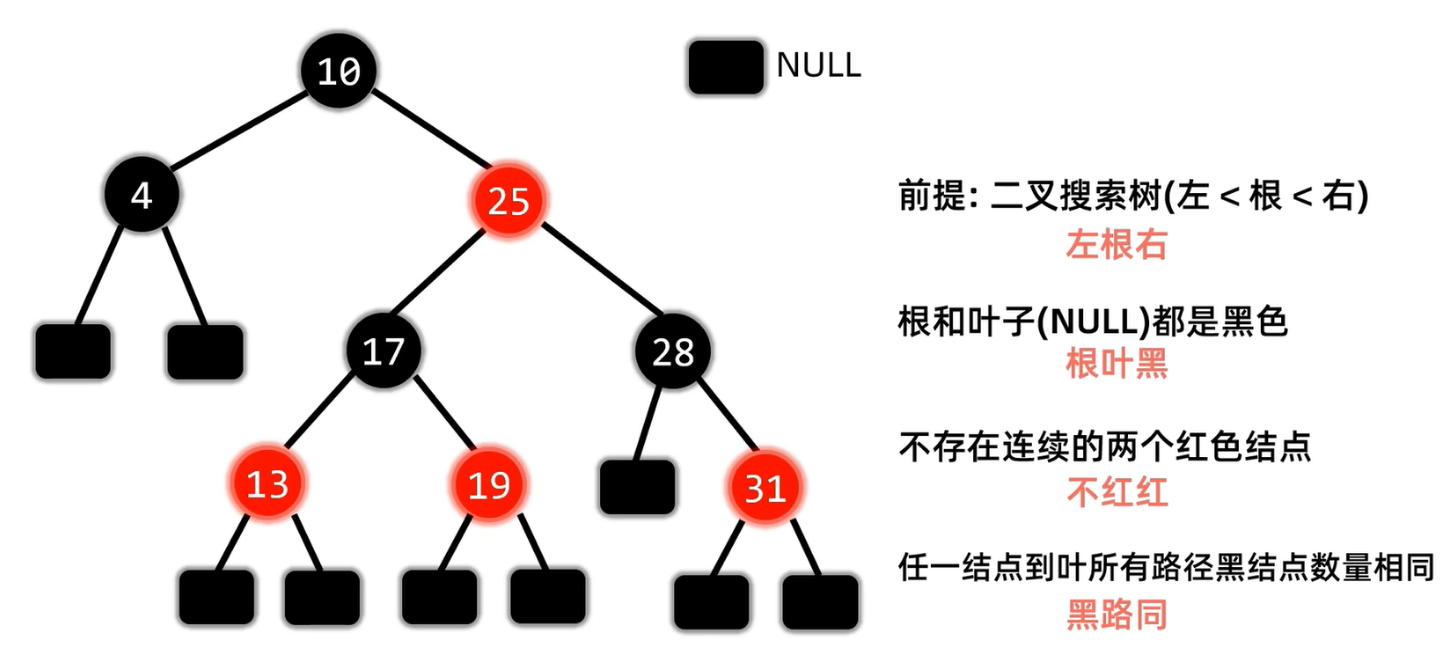 10
NULL
4
25
前提: 二叉搜索树(左 < 根 < 右)
左根右
17
28
根和叶子(NULL)都是黑色
根叶黑
13
19
31
不存在连续的两个红色结点
不红红
任一结点到叶所有路径黑结点数量相同
黑路同